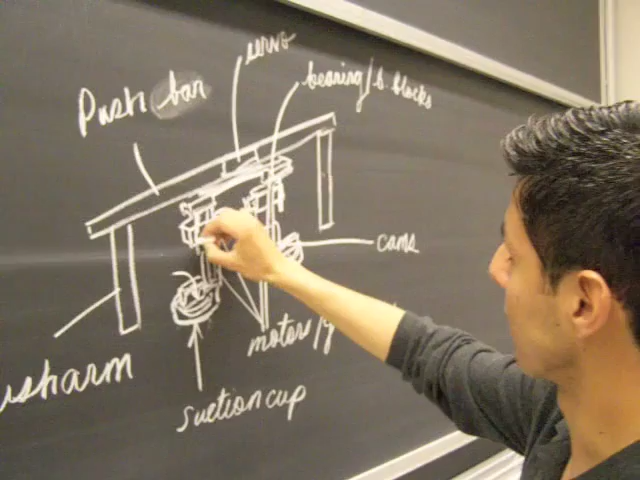 servo
Push bar
bearing/b. blocks
cams
motor/
usharm
suction cup